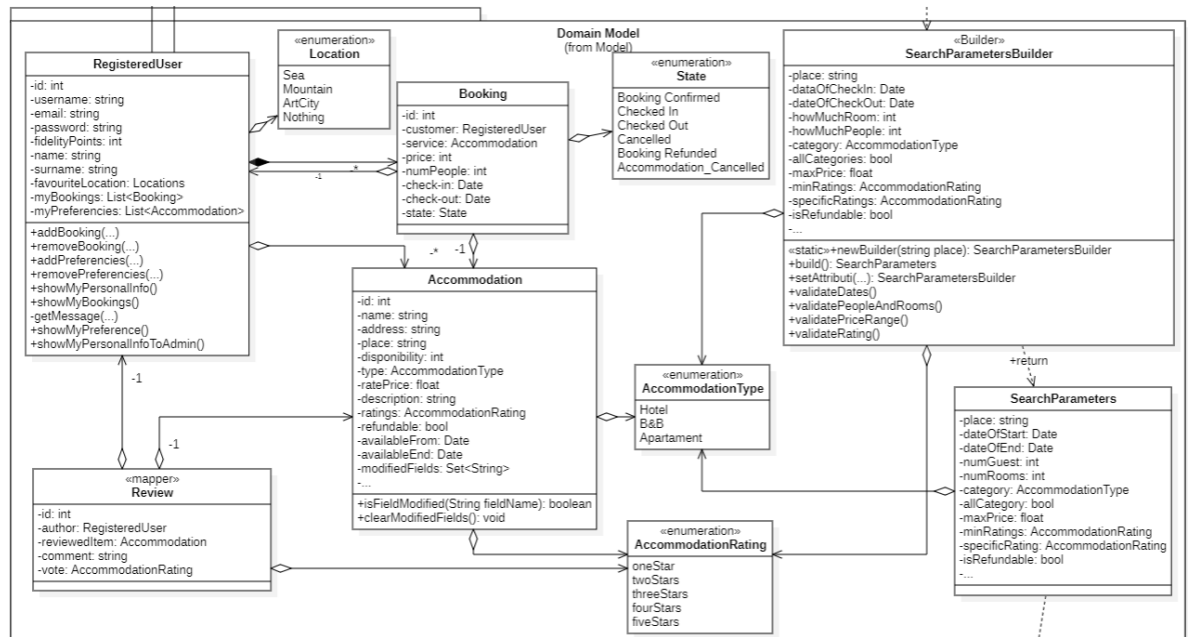 Domain Model
(from Model)
RegisteredUser
-id: int
-username: string
-email: string
-password: string
-fidelityPoints: int
-name: string
-surname: string
-favouriteLocation: Locations
-myBookings: List<Booking>
-myPreferencies: List<Accommodation>
+addBooking(...)
+removeBooking(...)
+addPreferencies(...)
+removePreferencies(...)
+showMyPersonalInfo()
+showMyBookings()
-getMessage(...)
+showMyPreference()
+showMyPersonalInfoToAdmin()
«enumeration»
Location
Sea
Mountain
ArtCity
Nothing
Booking
-id: int
-customer: RegisteredUser
-service: Accommodation
-price: int
-numPeople: int
-check-in: Date
-check-out: Date
-state: State
«enumeration»
State
Booking Confirmed
Checked In
Checked Out
Cancelled
Booking Refunded
Accommodation_Cancelled
«Builder»
SearchParametersBuilder
-place: string
-dataOfCheckIn: Date
-dateOfCheckOut: Date
-howMuchRoom: int
-howMuchPeople: int
-category: AccommodationType
-allCategories: bool
-maxPrice: float
-minRatings: AccommodationRating
-specificRatings: AccommodationRating
-isRefundable: bool
-...
«static»+newBuilder(string place): SearchParametersBuilder
+build(): SearchParameters
+setAttributi(...): SearchParametersBuilder
+validateDates()
+validatePeopleAndRooms()
+validatePriceRange()
+validateRating()
-*
-1
-*
-1
Accommodation
-id: int
-name: string
-address: string
-place: string
-disponibility: int
-type: AccommodationType
-ratePrice: float
-description: string
-ratings: AccommodationRating
-refundable: bool
-availableFrom: Date
-availableEnd: Date
-modifiedFields: Set<String>
-...
+isFieldModified(String fieldName): boolean
+clearModifiedFields(): void
«enumeration»
AccommodationType
Hotel
B&B
Apartament
+return
SearchParameters
-place: string
-dateOfStart: Date
-dateOfEnd: Date
-numGuest: int
-numRooms: int
-category: AccommodationType
-allCategory: bool
-maxPrice: float
-minRatings: AccommodationRating
-specificRating: AccommodationRating
-isRefundable: bool
-...
-1
-1
«mapper»
Review
-id: int
-author: RegisteredUser
-reviewedItem: Accommodation
-comment: string
-vote: AccommodationRating
«enumeration»
AccommodationRating
oneStar
twoStars
threeStars
fourStars
fiveStars